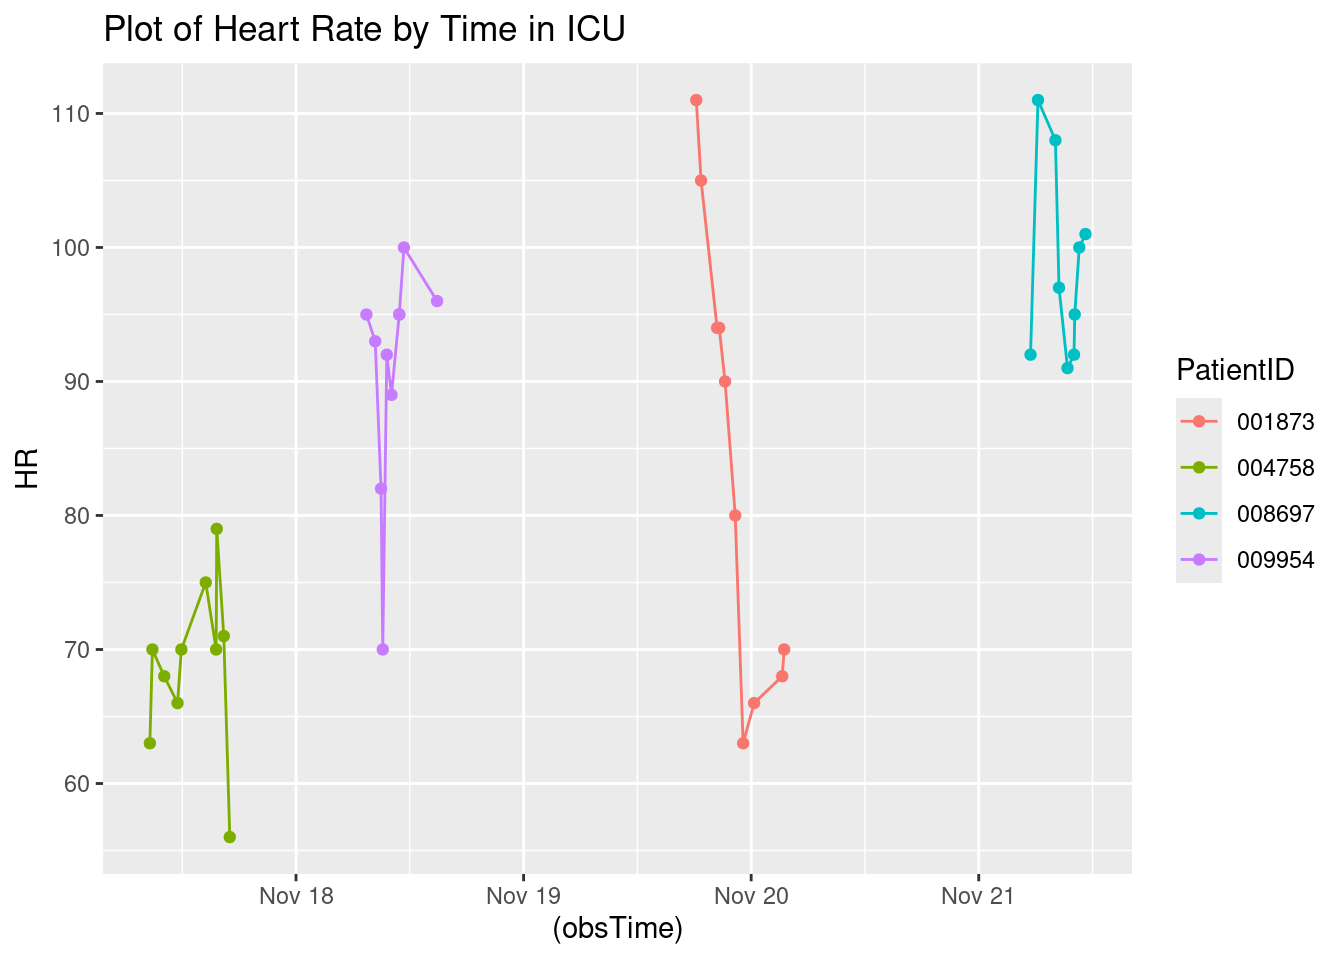 Plot of Heart Rate by Time in ICU
110
100
90
80
70
60
HR
Nov 18
Nov 19
Nov 20
Nov 21
(obsTime)
PatientID
001873
004758
008697
009954